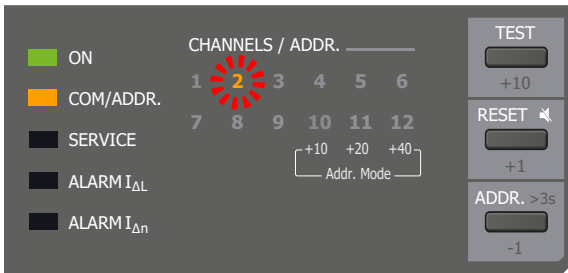 ON
COM/ADDR.
SERVICE
ALARM IΔL
ALARM IΔn
CHANNELS / ADDR.
1 2 3 4 5 6
7 8 9 10 11 12
+10 +20 +40
Addr. Mode
TEST
+10
RESET
+1
ADDR. >3s
-1